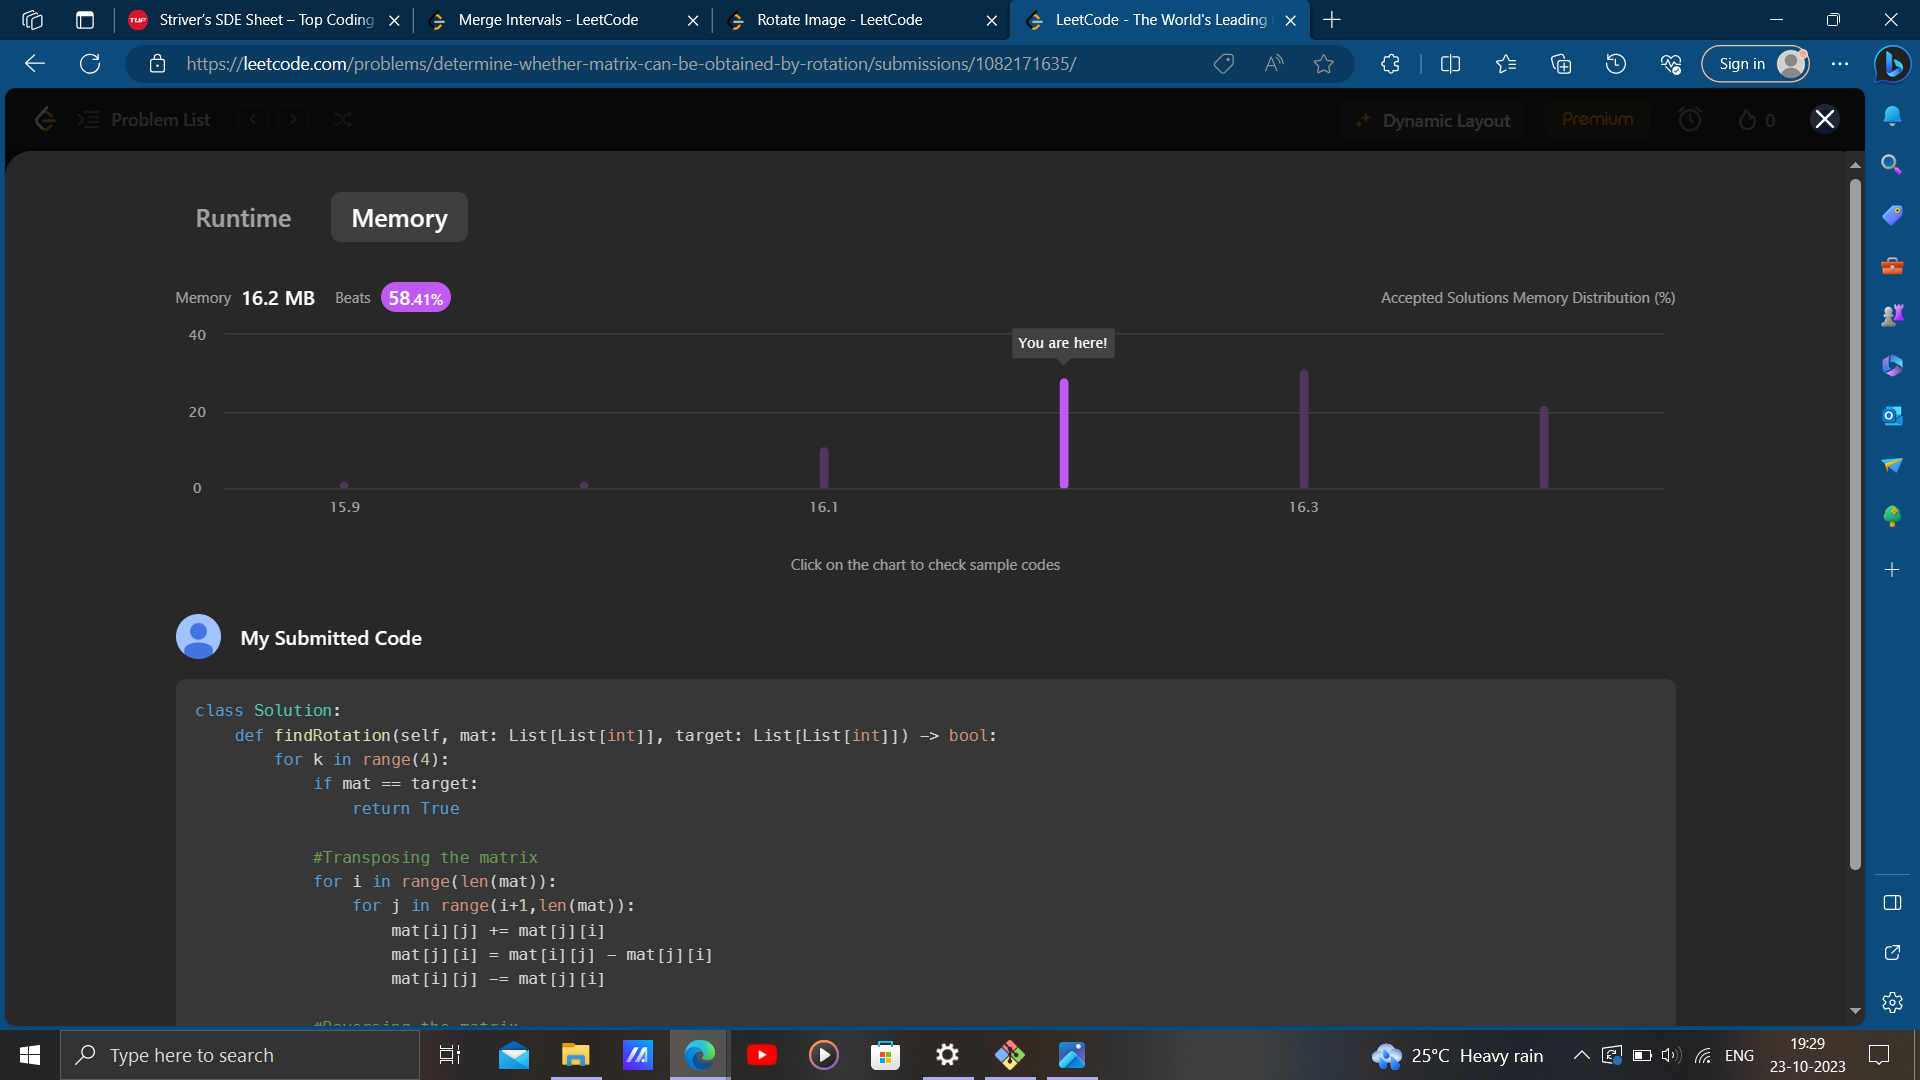 Striver's SDE Sheet – Top Coding
Merge Intervals - LeetCode
Rotate Image - LeetCode
LeetCode - The World's Leading
https://leetcode.com/problems/determine-whether-matrix-can-be-obtained-by-rotation/submissions/1082171635/
Sign in
Problem List
Dynamic Layout
Premium
0
Runtime
Memory
Memory 16.2 MB Beats 58.41%
Accepted Solutions Memory Distribution (%)
40
You are here!
20
0
15.9
16.1
16.3
Click on the chart to check sample codes
My Submitted Code
class Solution:
    def findRotation(self, mat: List[List[int]], target: List[List[int]]) -> bool:
        for k in range(4):
            if mat == target:
                return True
            #Transposing the matrix
            for i in range(len(mat)):
                for j in range(i+1,len(mat)):
                    mat[i][j] += mat[j][i]
                    mat[j][i] = mat[i][j] - mat[j][i]
                    mat[i][j] -= mat[j][i]
            #Reversing the matrix
Type here to search
25°C Heavy rain
ENG
19:29
23-10-2023